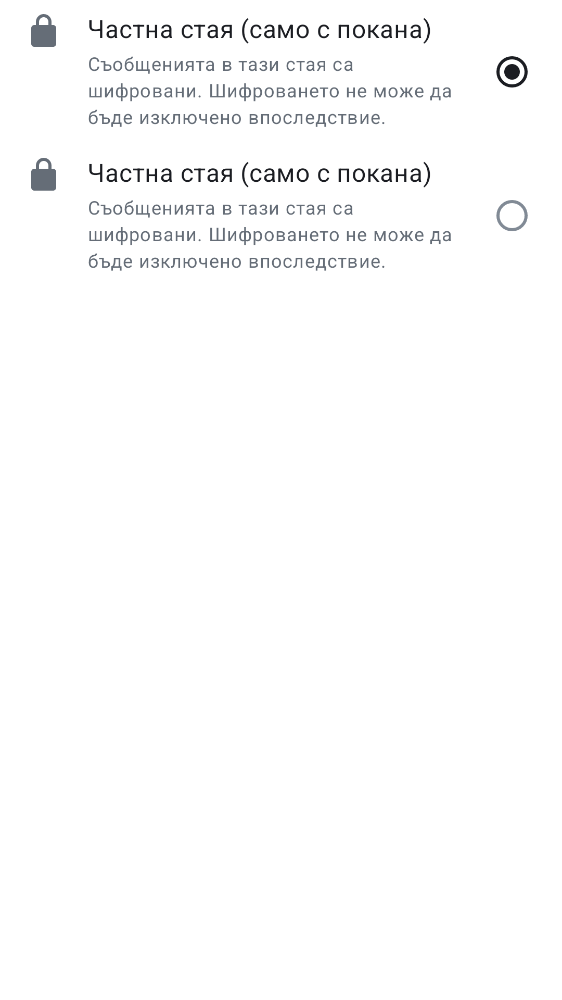 Частна стая (само с покана)
Съобщенията в тази стая са
шифровани. Шифроването не може да
бъде изключено впоследствие.
Частна стая (само с покана)
Съобщенията в тази стая са
шифровани. Шифроването не може да
бъде изключено впоследствие.